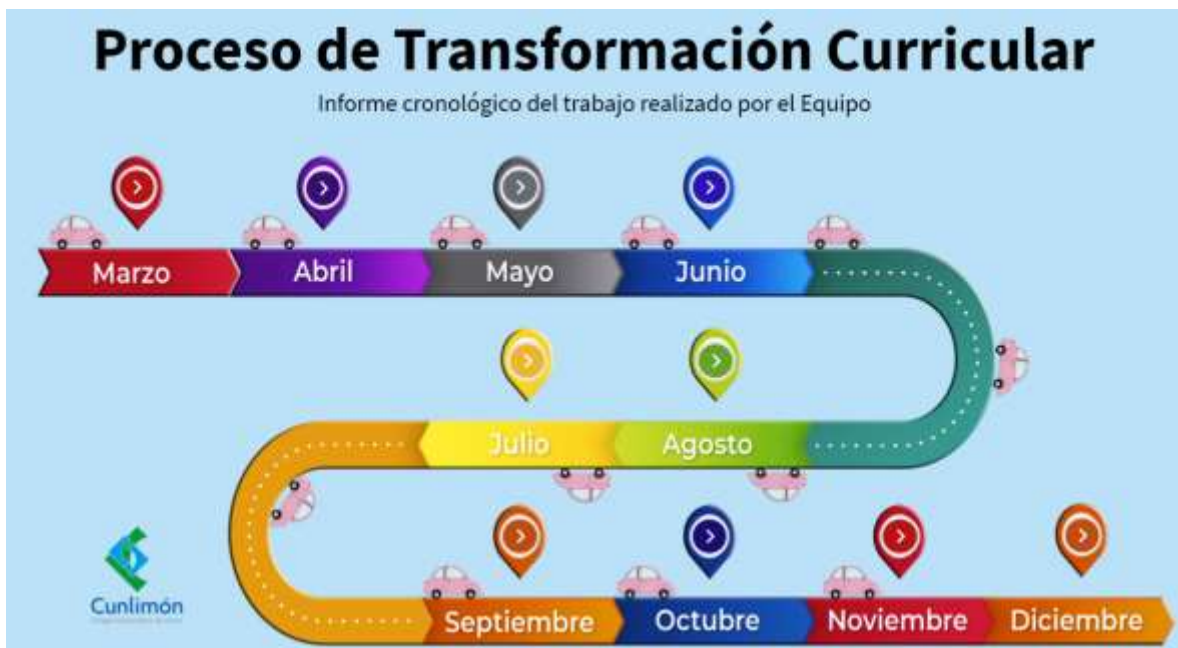 Proceso de Transformación Curricular
Informe cronológico del trabajo realizado por el Equipo
Marzo
Abril
Mayo
Junio
Julio
Agosto
Cunlimón
Septiembre
Octubre
Noviembre
Diciembre